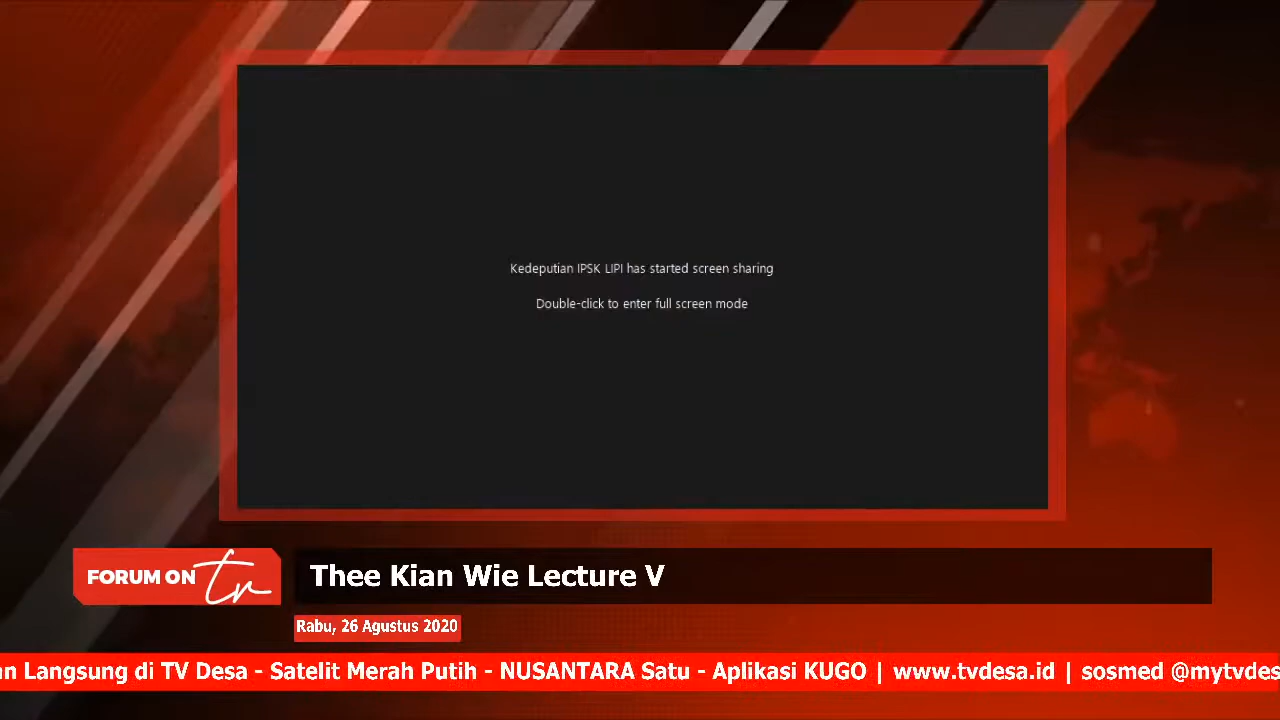 Kedeputian IPSK LIPI has started screen sharing
Double-click to enter full screen mode
FORUM ON tv
Thee Kian Wie Lecture V
Rabu, 26 Agustus 2020
an Langsung di TV Desa - Satelit Merah Putih - NUSANTARA Satu - Aplikasi KUGO | www.tvdesa.id | sosmed @mytvdes